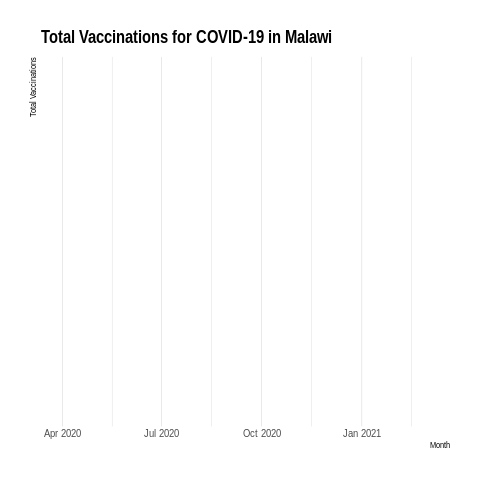 Total Vaccinations for COVID-19 in Malawi
Total Vaccinations
Apr 2020
Jul 2020
Oct 2020
Jan 2021
Month